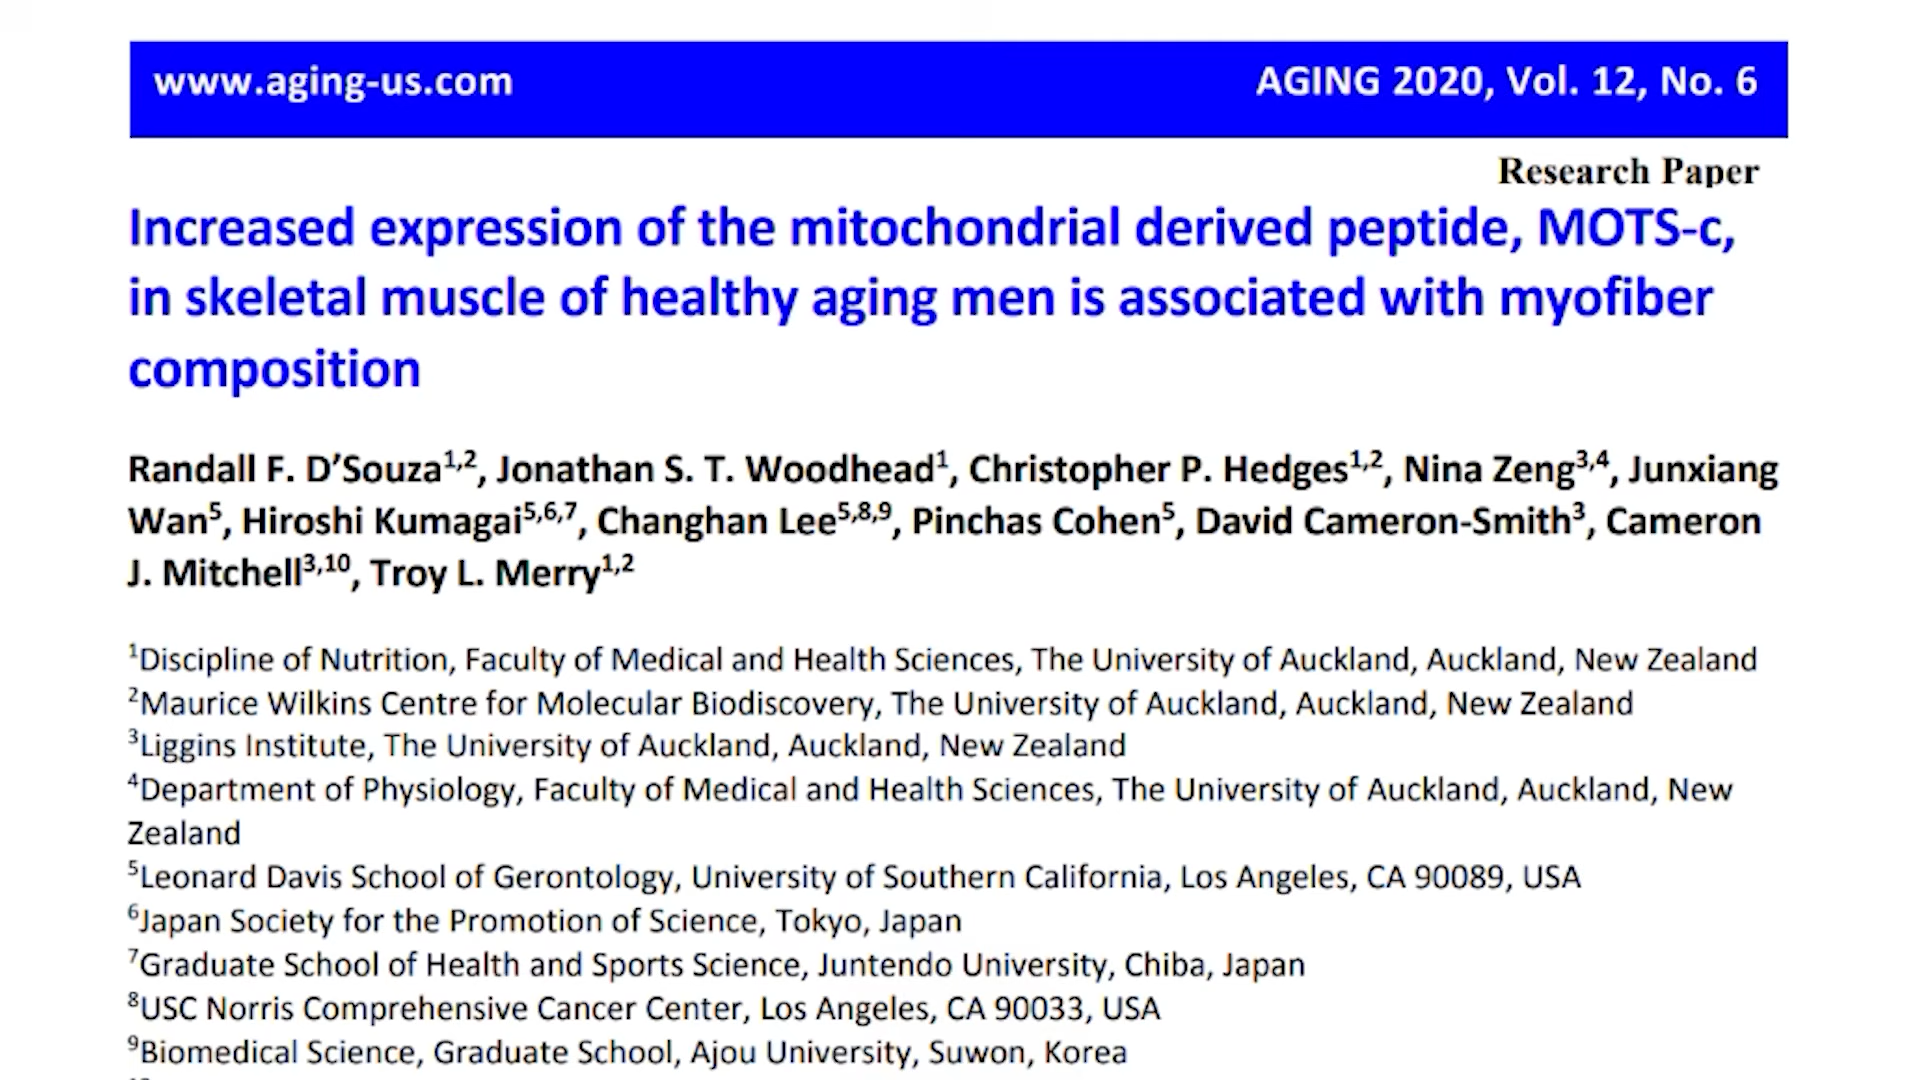 www.aging-us.com AGING 2020, Vol. 12, No. 6
Research Paper
Increased expression of the mitochondrial derived peptide, MOTS-c,
in skeletal muscle of healthy aging men is associated with myofiber
composition
Randall F. D’Souza1,2, Jonathan S. T. Woodhead1, Christopher P. Hedges1,2, Nina Zeng3,4, Junxiang
Wan5, Hiroshi Kumagai5,6,7, Changhan Lee5,8,9, Pinchas Cohen5, David Cameron-Smith3, Cameron
J. Mitchell3,10, Troy L. Merry1,2
1Discipline of Nutrition, Faculty of Medical and Health Sciences, The University of Auckland, Auckland, New Zealand
2Maurice Wilkins Centre for Molecular Biodiscovery, The University of Auckland, Auckland, New Zealand
3Liggins Institute, The University of Auckland, Auckland, New Zealand
4Department of Physiology, Faculty of Medical and Health Sciences, The University of Auckland, Auckland, New
Zealand
5Leonard Davis School of Gerontology, University of Southern California, Los Angeles, CA 90089, USA
6Japan Society for the Promotion of Science, Tokyo, Japan
7Graduate School of Health and Sports Science, Juntendo University, Chiba, Japan
8USC Norris Comprehensive Cancer Center, Los Angeles, CA 90033, USA
9Biomedical Science, Graduate School, Ajou University, Suwon, Korea